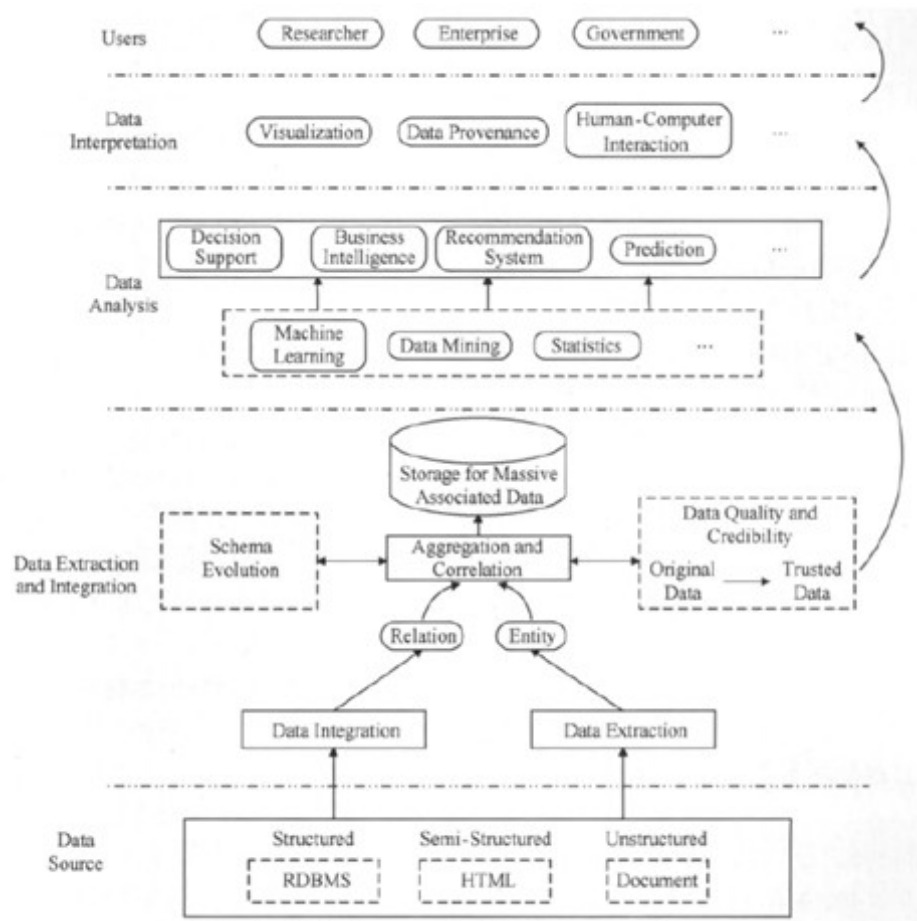 Users
Researcher
Enterprise
Government
...
Data
Interpretation
Visualization
Data Provenance
Human-Computer
Interaction
...
Data
Analysis
Decision
Support
Business
Intelligence
Recommendation
System
Prediction
...
Machine
Learning
Data Mining
Statistics
...
Data Extraction
and Integration
Storage for Massive
Associated Data
Schema
Evolution
Aggregation and
Correlation
Data Quality and
Credibility
Original
Data
Trusted
Data
Relation
Entity
Data Integration
Data Extraction
Data
Source
Structured
Semi-Structured
Unstructured
RDBMS
HTML
Document